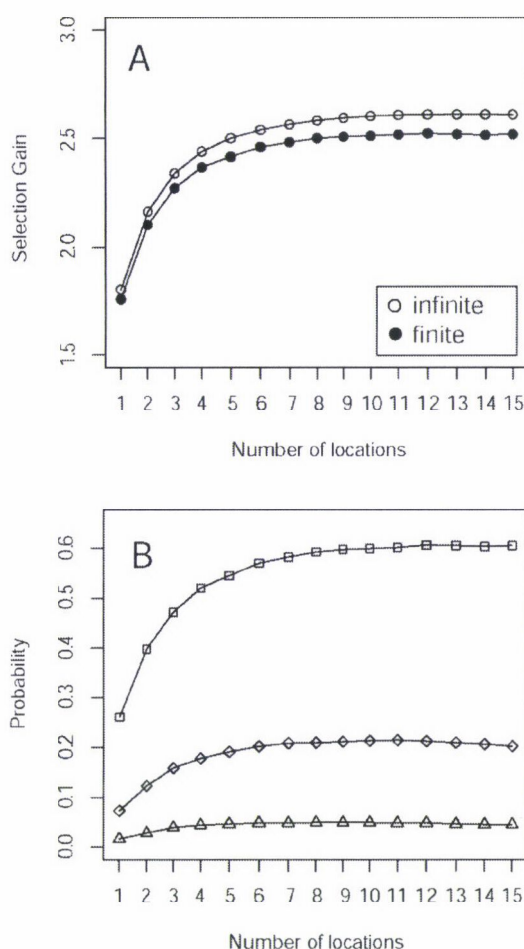 A
3.0
2.5
2.0
1.5
Selection Gain
infinite
finite
1 2 3 4 5 6 7 8 9 10 11 12 13 14 15
Number of locations
B
0.6
0.5
0.4
0.3
0.2
0.1
0.0
Probability
1 2 3 4 5 6 7 8 9 10 11 12 13 14 15
Number of locations